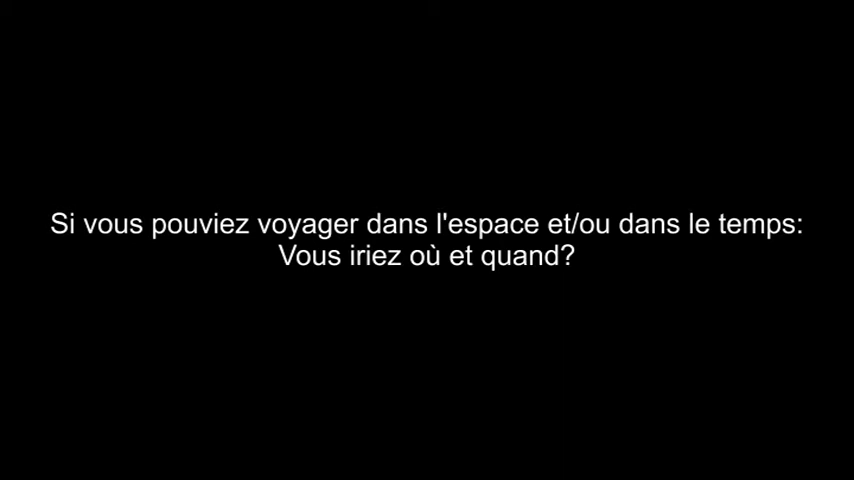 Si vous pouviez voyager dans l'espace et/ou dans le temps:
Vous iriez où et quand?